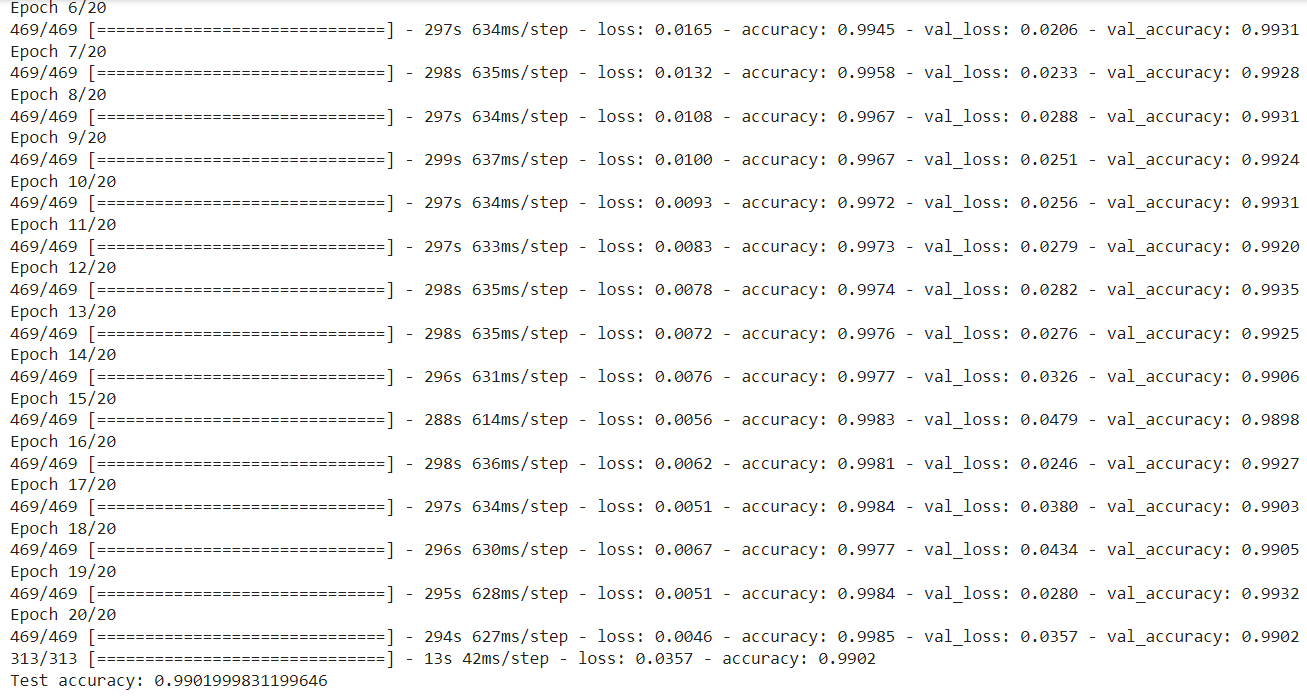 Epoch 6/20
469/469 [==============================] - 297s 634ms/step - loss: 0.0165 - accuracy: 0.9945 - val_loss: 0.0206 - val_accuracy: 0.9931
Epoch 7/20
469/469 [==============================] - 298s 635ms/step - loss: 0.0132 - accuracy: 0.9958 - val_loss: 0.0233 - val_accuracy: 0.9928
Epoch 8/20
469/469 [==============================] - 297s 634ms/step - loss: 0.0108 - accuracy: 0.9967 - val_loss: 0.0288 - val_accuracy: 0.9931
Epoch 9/20
469/469 [==============================] - 299s 637ms/step - loss: 0.0100 - accuracy: 0.9967 - val_loss: 0.0251 - val_accuracy: 0.9924
Epoch 10/20
469/469 [==============================] - 297s 634ms/step - loss: 0.0093 - accuracy: 0.9972 - val_loss: 0.0256 - val_accuracy: 0.9931
Epoch 11/20
469/469 [==============================] - 297s 633ms/step - loss: 0.0083 - accuracy: 0.9973 - val_loss: 0.0279 - val_accuracy: 0.9920
Epoch 12/20
469/469 [==============================] - 298s 635ms/step - loss: 0.0078 - accuracy: 0.9974 - val_loss: 0.0282 - val_accuracy: 0.9935
Epoch 13/20
469/469 [==============================] - 298s 635ms/step - loss: 0.0072 - accuracy: 0.9976 - val_loss: 0.0276 - val_accuracy: 0.9925
Epoch 14/20
469/469 [==============================] - 296s 631ms/step - loss: 0.0076 - accuracy: 0.9977 - val_loss: 0.0326 - val_accuracy: 0.9906
Epoch 15/20
469/469 [==============================] - 288s 614ms/step - loss: 0.0056 - accuracy: 0.9983 - val_loss: 0.0479 - val_accuracy: 0.9898
Epoch 16/20
469/469 [==============================] - 298s 636ms/step - loss: 0.0062 - accuracy: 0.9981 - val_loss: 0.0246 - val_accuracy: 0.9927
Epoch 17/20
469/469 [==============================] - 297s 634ms/step - loss: 0.0051 - accuracy: 0.9984 - val_loss: 0.0380 - val_accuracy: 0.9903
Epoch 18/20
469/469 [==============================] - 296s 630ms/step - loss: 0.0067 - accuracy: 0.9977 - val_loss: 0.0434 - val_accuracy: 0.9905
Epoch 19/20
469/469 [==============================] - 295s 628ms/step - loss: 0.0051 - accuracy: 0.9984 - val_loss: 0.0280 - val_accuracy: 0.9932
Epoch 20/20
469/469 [==============================] - 294s 627ms/step - loss: 0.0046 - accuracy: 0.9985 - val_loss: 0.0357 - val_accuracy: 0.9902
313/313 [==============================] - 13s 42ms/step - loss: 0.0357 - accuracy: 0.9902
Test accuracy: 0.9901999831199646